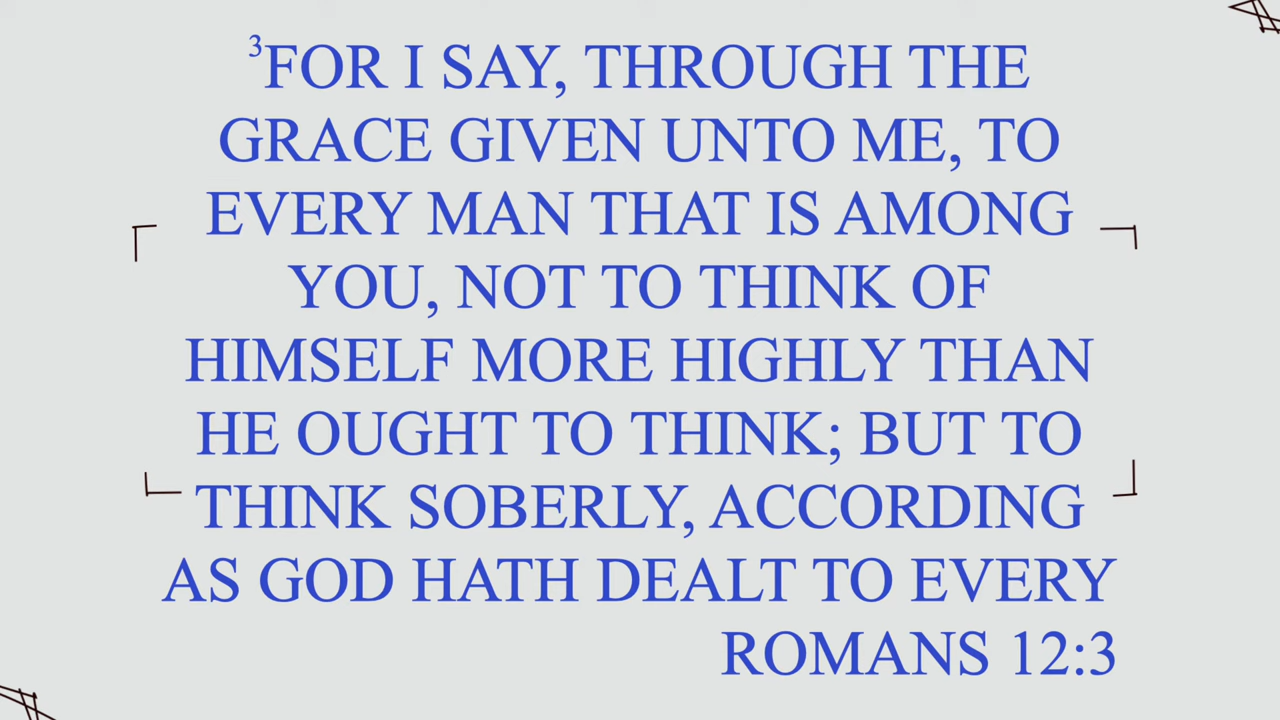 ³FOR I SAY, THROUGH THE
GRACE GIVEN UNTO ME, TO
EVERY MAN THAT IS AMONG
YOU, NOT TO THINK OF
HIMSELF MORE HIGHLY THAN
HE OUGHT TO THINK; BUT TO
THINK SOBERLY, ACCORDING
AS GOD HATH DEALT TO EVERY
ROMANS 12:3